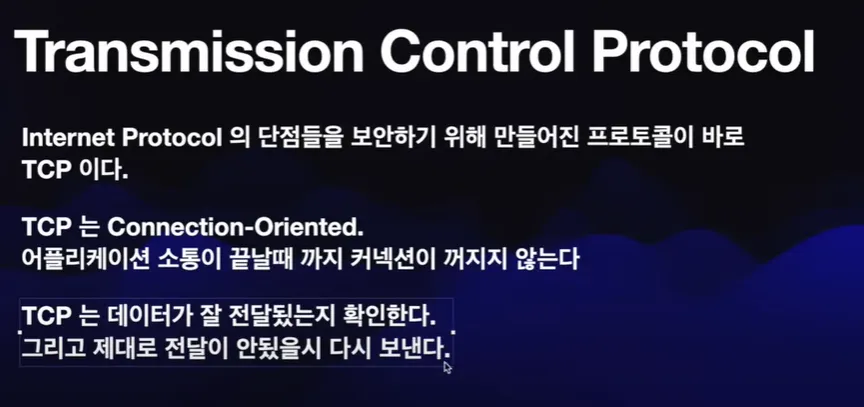 Transmission Control Protocol
Internet Protocol 의 단점들을 보안하기 위해 만들어진 프로토콜이 바로
TCP 이다.
TCP 는 Connection-Oriented.
어플리케이션 소통이 끝날때 까지 커넥션이 꺼지지 않는다
TCP 는 데이터가 잘 전달됬는지 확인한다.
그리고 제대로 전달이 안됬을시 다시 보낸다.